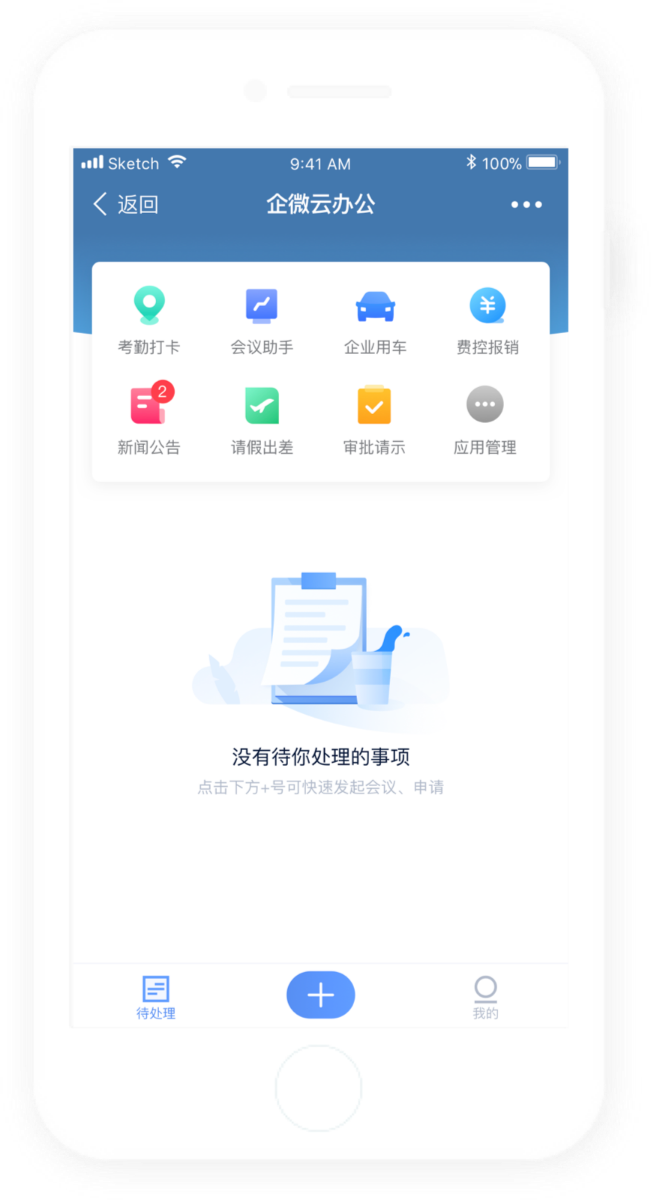 Sketch 9:41 AM 100%
返回 企微云办公
考勤打卡 会议助手 企业用车 费控报销
2
新闻公告 请假出差 审批请示 应用管理
没有待你处理的事项
点击下方+号可快速发起会议、申请
待处理 我的